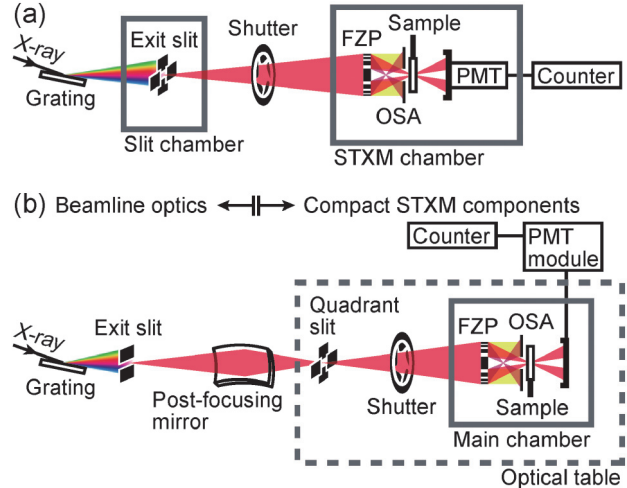 (a)
X-ray
Grating
Exit slit
Slit chamber
Shutter
FZP
Sample
OSA
PMT
Counter
STXM chamber
(b) Beamline optics
Compact STXM components
Counter
PMT
module
X-ray
Grating
Exit slit
Post-focusing
mirror
Quadrant
slit
Shutter
FZP
OSA
Sample
Main chamber
Optical table